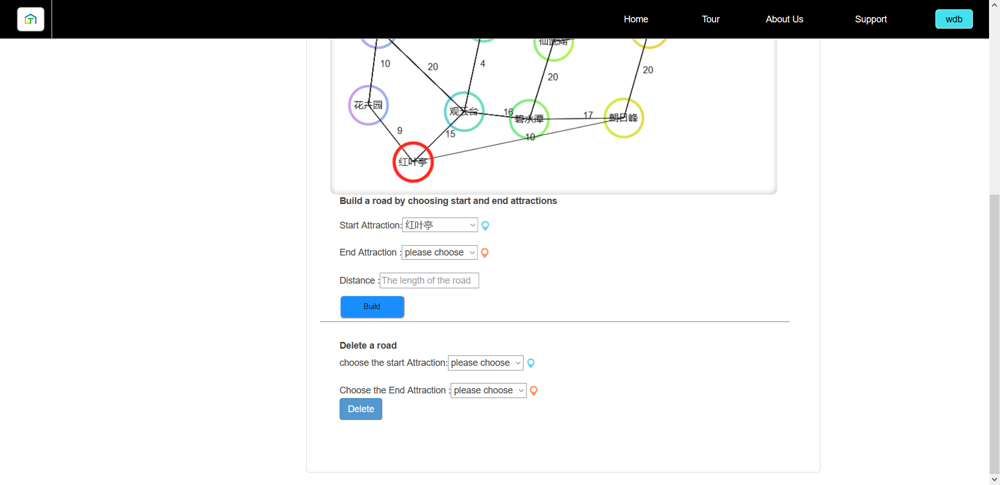 Home Tour About Us Support wdb
仙武湖
10
20
4
20
20
花卉园
观云台
16
碧水潭
17
朝日峰
9
15
10
红叶亭
Build a road by choosing start and end attractions
Start Attraction: 红叶亭
End Attraction : please choose
Distance : The length of the road
Build
Delete a road
choose the start Attraction: please choose
Choose the End Attraction : please choose
Delete